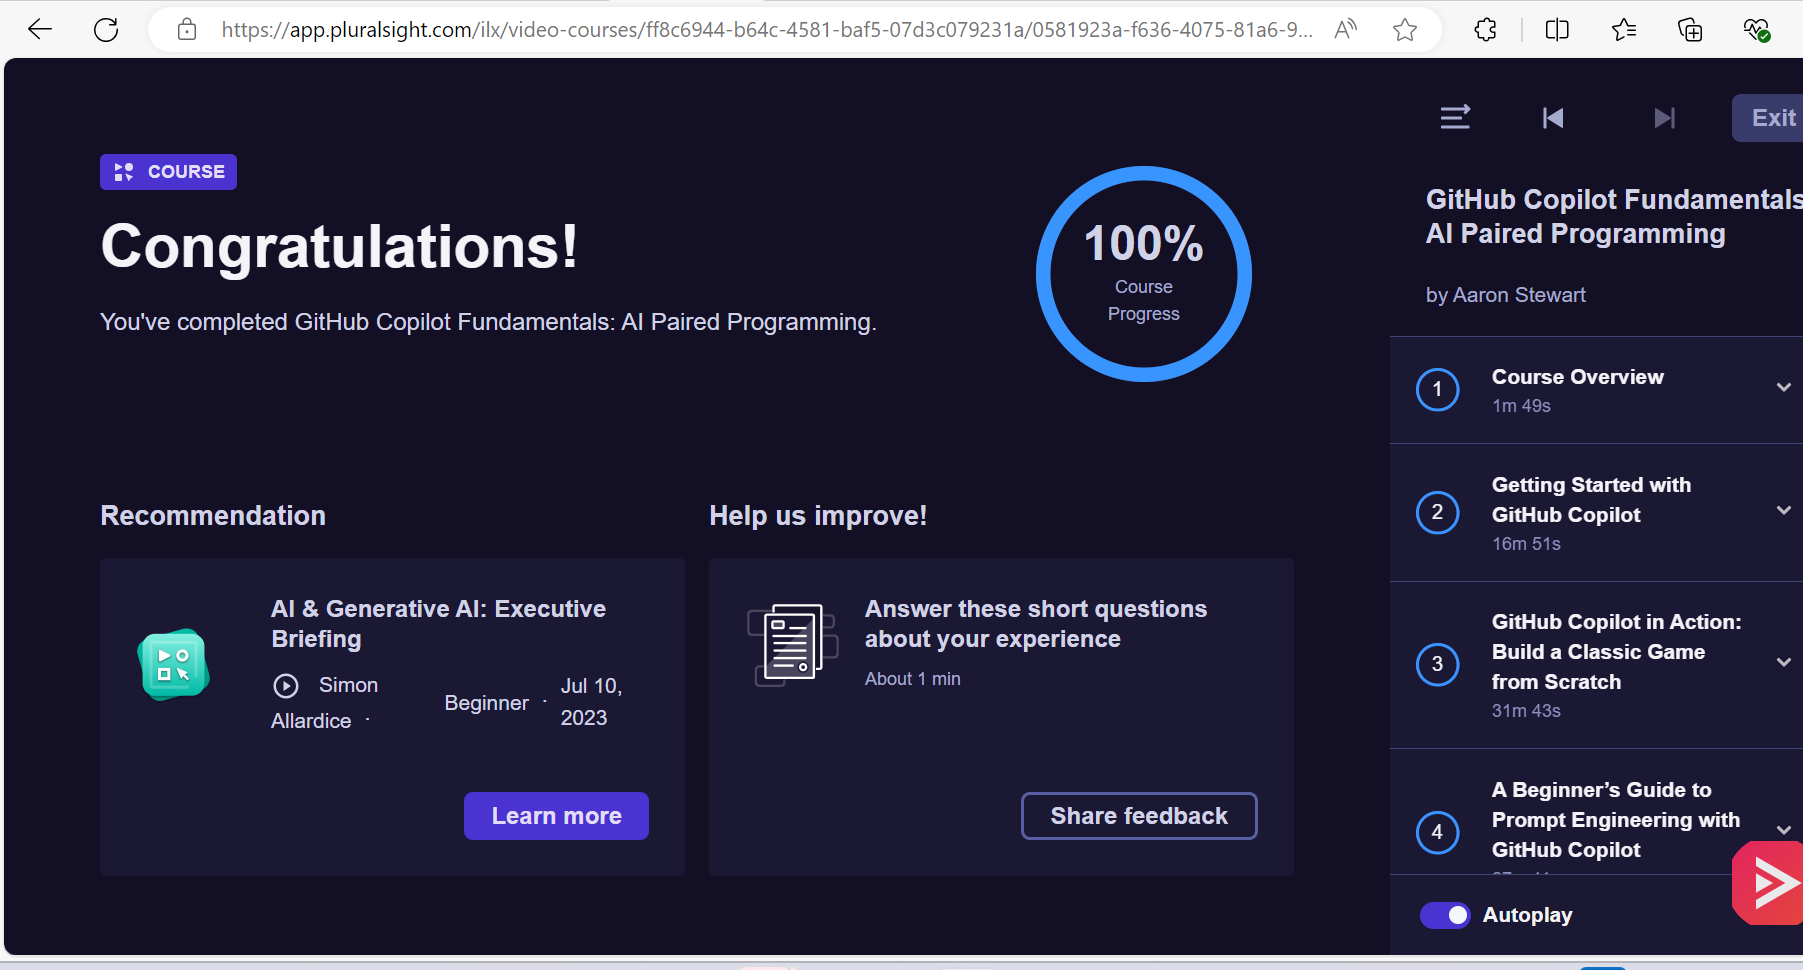 https://app.pluralsight.com/ilx/video-courses/ff8c6944-b64c-4581-baf5-07d3c079231a/0581923a-f636-4075-81a6-9...
Exit
COURSE
Congratulations!
You've completed GitHub Copilot Fundamentals: AI Paired Programming.
100%
Course
Progress
Recommendation
AI & Generative AI: Executive
Briefing
Simon
Allardice ·
Beginner ·
Jul 10,
2023
Learn more
Help us improve!
Answer these short questions
about your experience
About 1 min
Share feedback
GitHub Copilot Fundamentals
AI Paired Programming
by Aaron Stewart
1
Course Overview
1m 49s
2
Getting Started with
GitHub Copilot
16m 51s
3
GitHub Copilot in Action:
Build a Classic Game
from Scratch
31m 43s
4
A Beginner’s Guide to
Prompt Engineering with
GitHub Copilot
Autoplay